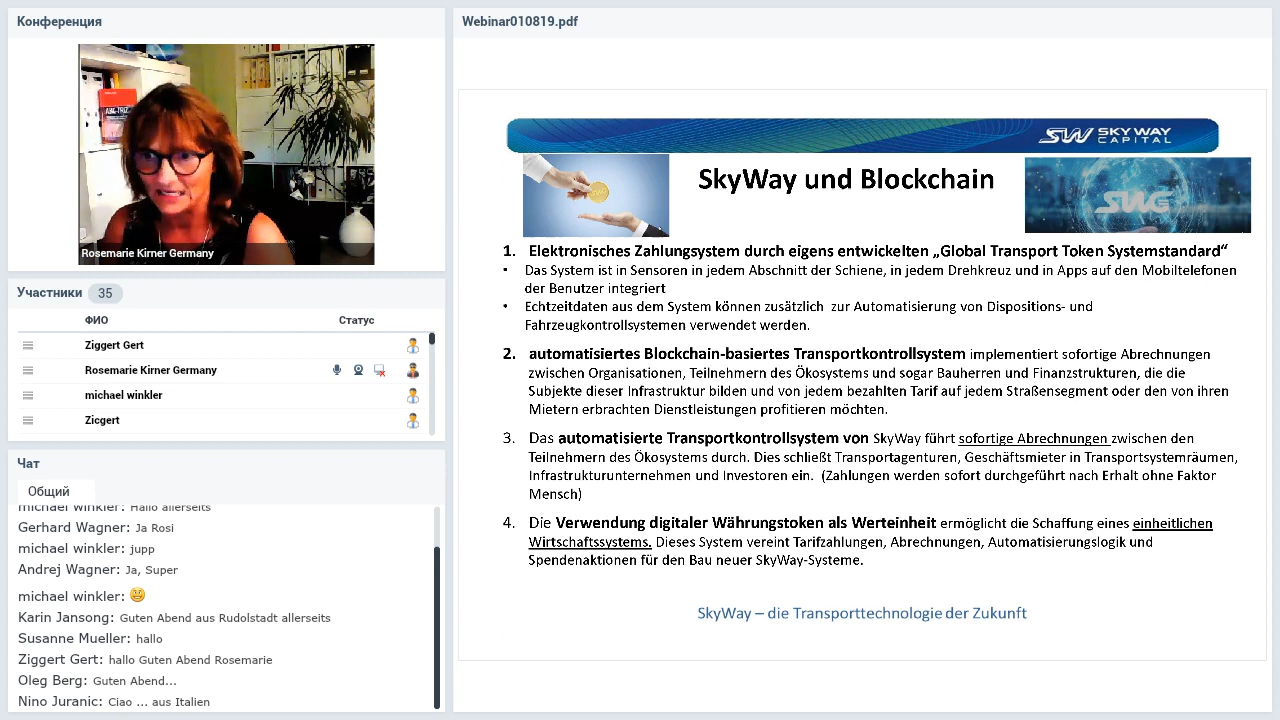 Конференция
Rosemarie Kirner Germany
Участники 35
ФИО Статус
Ziggert Gert
Rosemarie Kirner Germany
michael winkler
Zicgert
Чат
Общий
michael winkler: Hallo allerseits
Gerhard Wagner: Ja Rosi
michael winkler: jupp
Andrej Wagner: Ja, Super
michael winkler: 😀
Karin Jansong: Guten Abend aus Rudolstadt allerseits
Susanne Mueller: hallo
Ziggert Gert: hallo Guten Abend Rosemarie
Oleg Berg: Guten Abend...
Nino Juranic: Ciao ... aus Italien
Webinar010819.pdf
SW SKY WAY
CAPITAL
SkyWay und Blockchain
SWG
1. Elektronisches Zahlungsystem durch eigens entwickelten „Global Transport Token Systemstandard“
• Das System ist in Sensoren in jedem Abschnitt der Schiene, in jedem Drehkreuz und in Apps auf den Mobiltelefonen
der Benutzer integriert
• Echtzeitdaten aus dem System können zusätzlich zur Automatisierung von Dispositions- und
Fahrzeugkontrollsystemen verwendet werden.
2. automatisiertes Blockchain-basiertes Transportkontrollsystem implementiert sofortige Abrechnungen
zwischen Organisationen, Teilnehmern des Ökosystems und sogar Bauherren und Finanzstrukturen, die die
Subjekte dieser Infrastruktur bilden und von jedem bezahlten Tarif auf jedem Straßensegment oder den von ihren
Mietern erbrachten Dienstleistungen profitieren möchten.
3. Das automatisierte Transportkontrollsystem von SkyWay führt sofortige Abrechnungen zwischen den
Teilnehmern des Ökosystems durch. Dies schließt Transportagenturen, Geschäftsmieter in Transportsystemräumen,
Infrastrukturunternehmen und Investoren ein. (Zahlungen werden sofort durchgeführt nach Erhalt ohne Faktor
Mensch)
4. Die Verwendung digitaler Währungstoken als Werteinheit ermöglicht die Schaffung eines einheitlichen
Wirtschaftssystems. Dieses System vereint Tarifzahlungen, Abrechnungen, Automatisierungslogik und
Spendenaktionen für den Bau neuer SkyWay-Systeme.
SkyWay – die Transporttechnologie der Zukunft